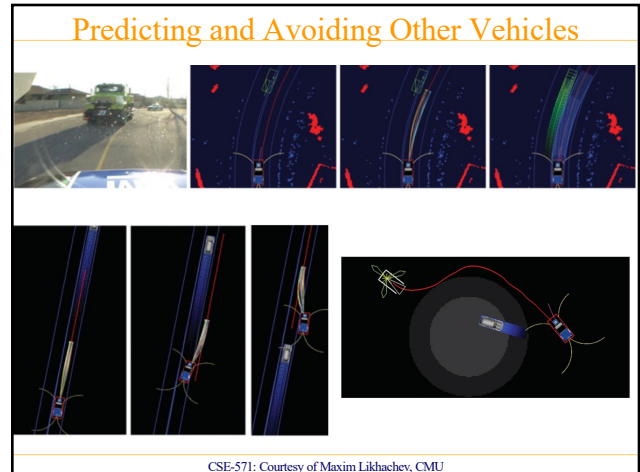 Predicting and Avoiding Other Vehicles
CSE-571: Courtesy of Maxim Likhachev, CMU